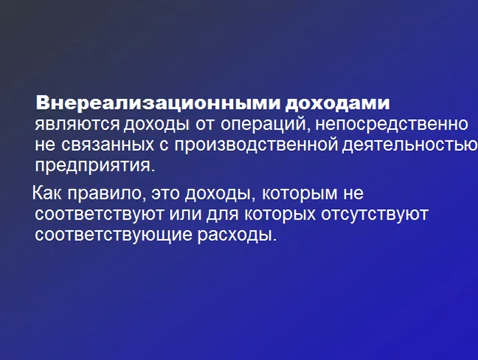 Внереализационными доходами
являются доходы от операций, непосредственно
не связанных с производственной деятельностью
предприятия.
Как правило, это доходы, которым не
соответствуют или для которых отсутствуют
соответствующие расходы.